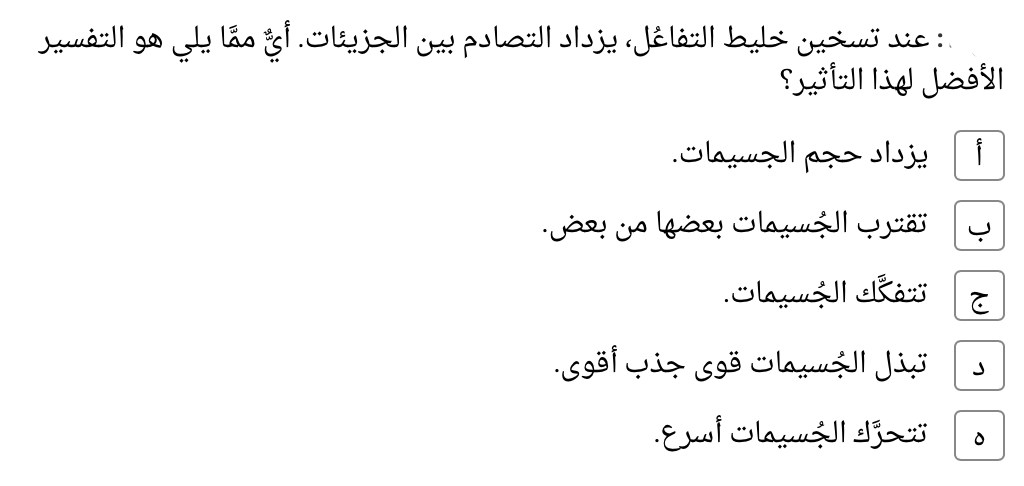 : عند تسخين خليط التفاعُل، يزداد التصادم بين الجزيئات. أيٌّ ممَّا يلي هو التفسير
الأفضل لهذا التأثير؟
أ يزداد حجم الجسيمات.
ب تقترب الجُسيمات بعضها من بعض.
ج تتفكَّك الجُسيمات.
د تبذل الجُسيمات قوى جذب أقوى.
ه تتحرَّك الجُسيمات أسرع.